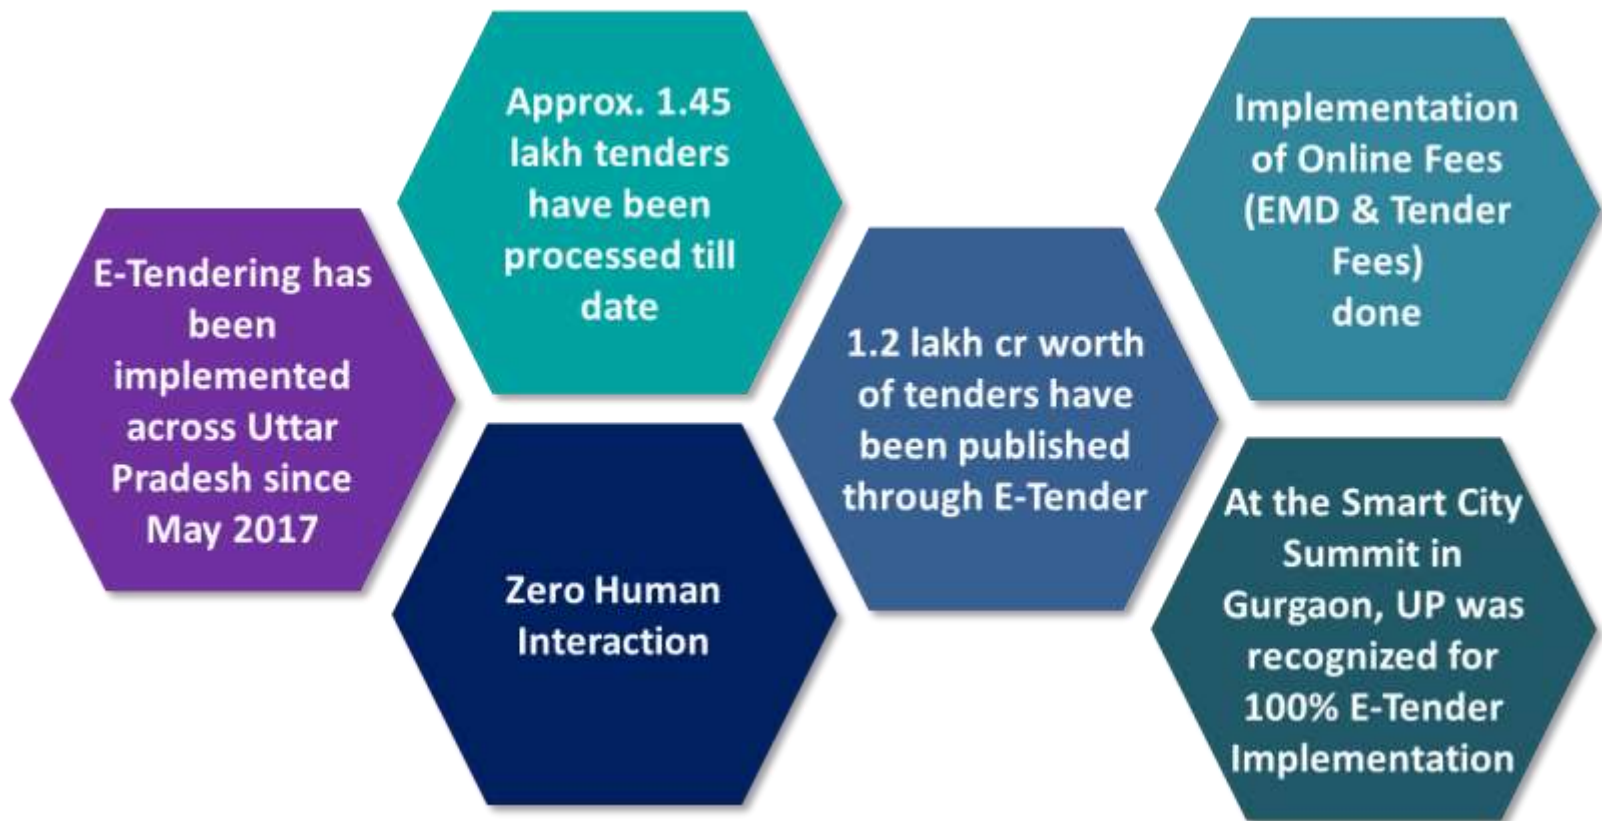 E-Tendering has
been
implemented
across Uttar
Pradesh since
May 2017
Approx. 1.45
lakh tenders
have been
processed till
date
Zero Human
Interaction
1.2 lakh cr worth
of tenders have
been published
through E-Tender
Implementation
of Online Fees
(EMD & Tender
Fees)
done
At the Smart City
Summit in
Gurgaon, UP was
recognized for
100% E-Tender
Implementation